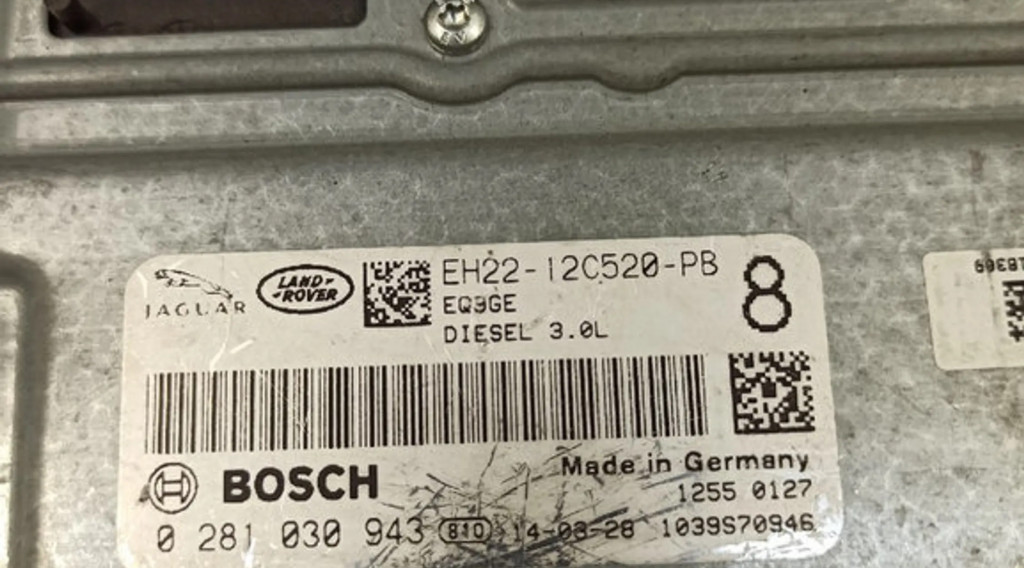 JAGUAR
LAND-
-ROVER
EH22-12C520-PB
EQ9GE
DIESEL 3.0L
8
BOSCH
Made in Germany
1255 0127
0 281 030 943 810 14-03-28 1039S70946